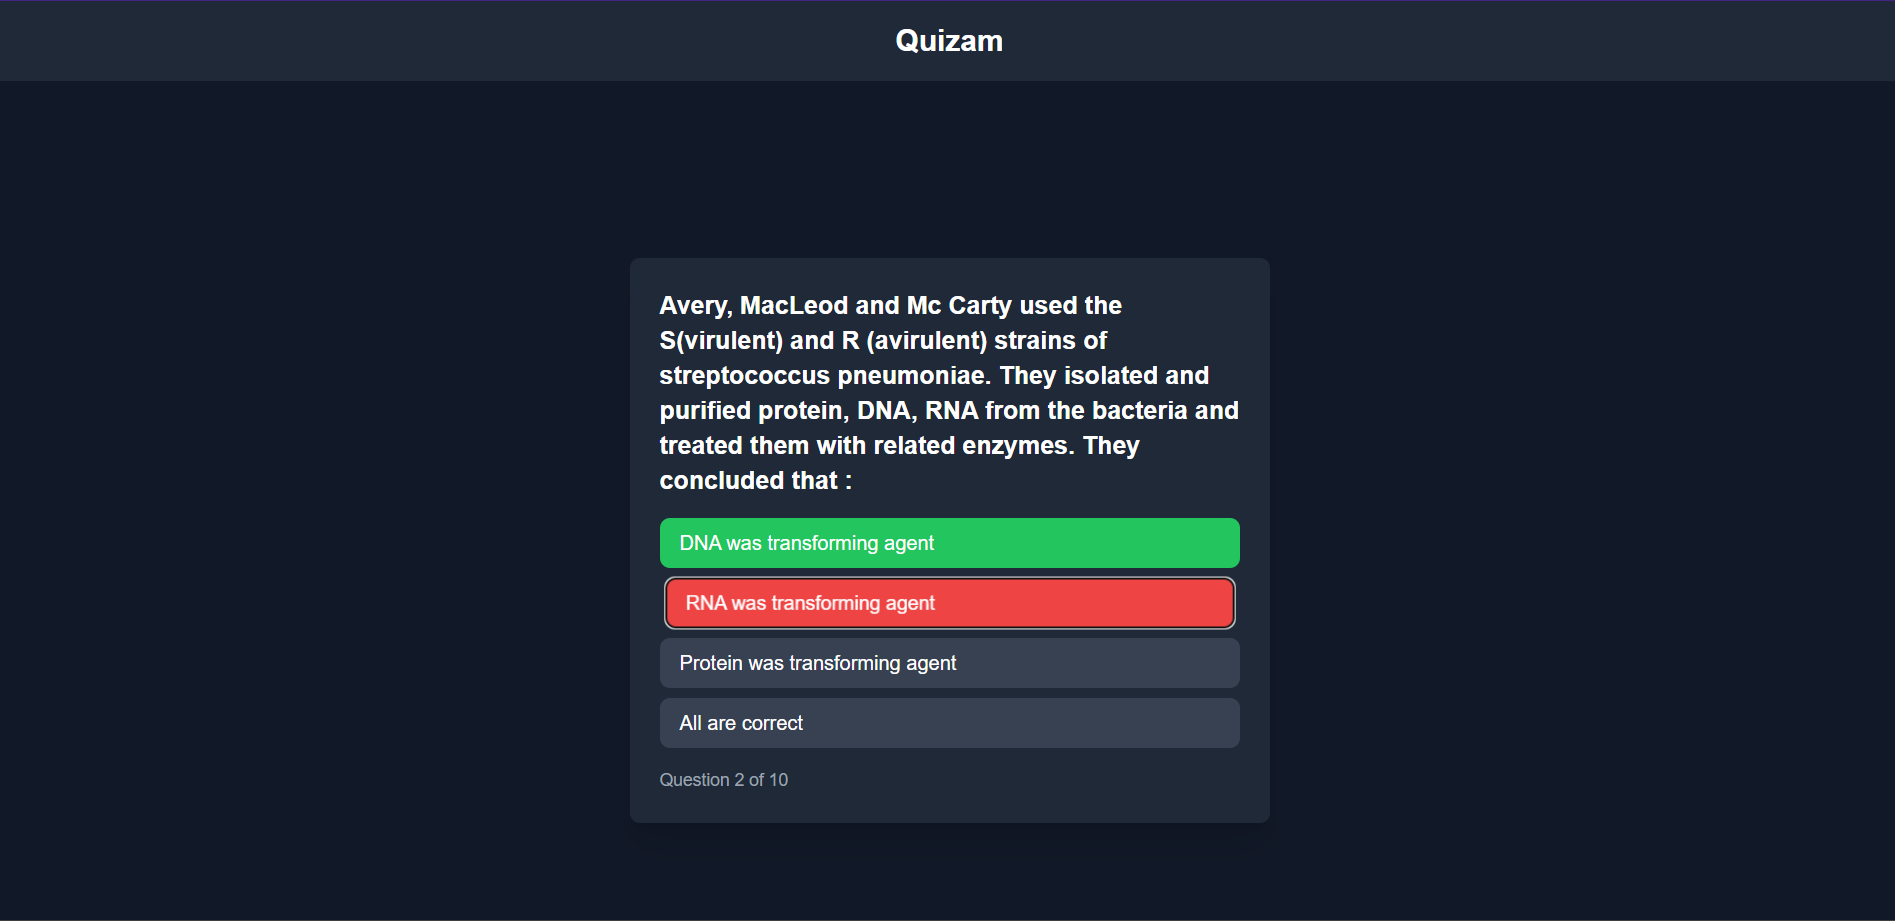 Quizam
Avery, MacLeod and Mc Carty used the
S(virulent) and R (avirulent) strains of
streptococcus pneumoniae. They isolated and
purified protein, DNA, RNA from the bacteria and
treated them with related enzymes. They
concluded that :
DNA was transforming agent
RNA was transforming agent
Protein was transforming agent
All are correct
Question 2 of 10